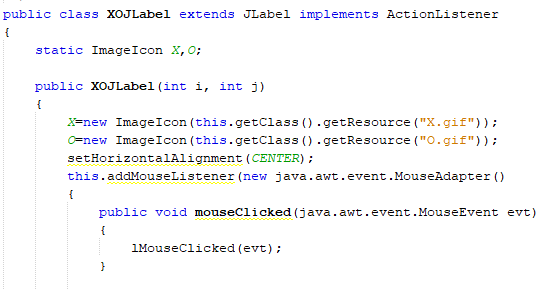 public class XOJLabel extends JLabel implements ActionListener
{
static ImageIcon X,O;
public XOJLabel(int i, int j)
{
X=new ImageIcon(this.getClass().getResource("X.gif"));
O=new ImageIcon(this.getClass().getResource("O.gif"));
setHorizontalAlignment(CENTER);
this.addMouseListener(new java.awt.event.MouseAdapter()
{
public void mouseClicked(java.awt.event.MouseEvent evt)
{
lMouseClicked(evt);
}